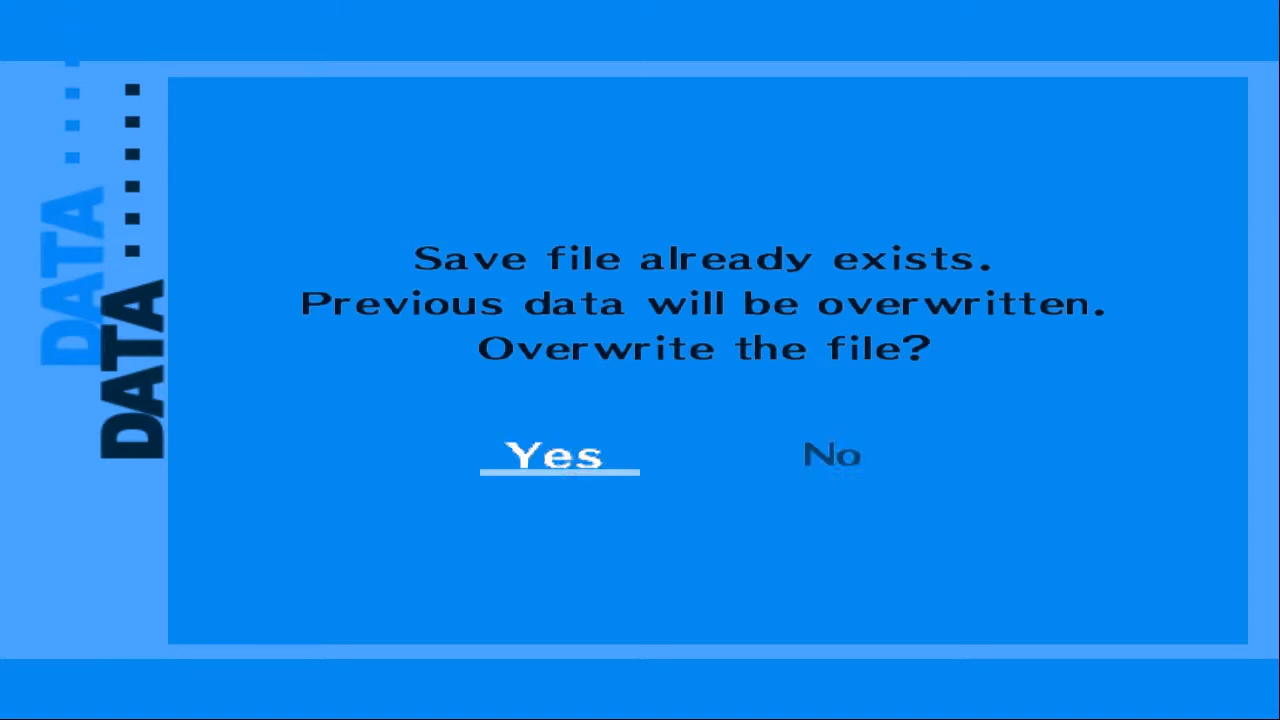 DATA......
DATA....
Save file already exists.
Previous data will be overwritten.
Overwrite the file?
Yes No